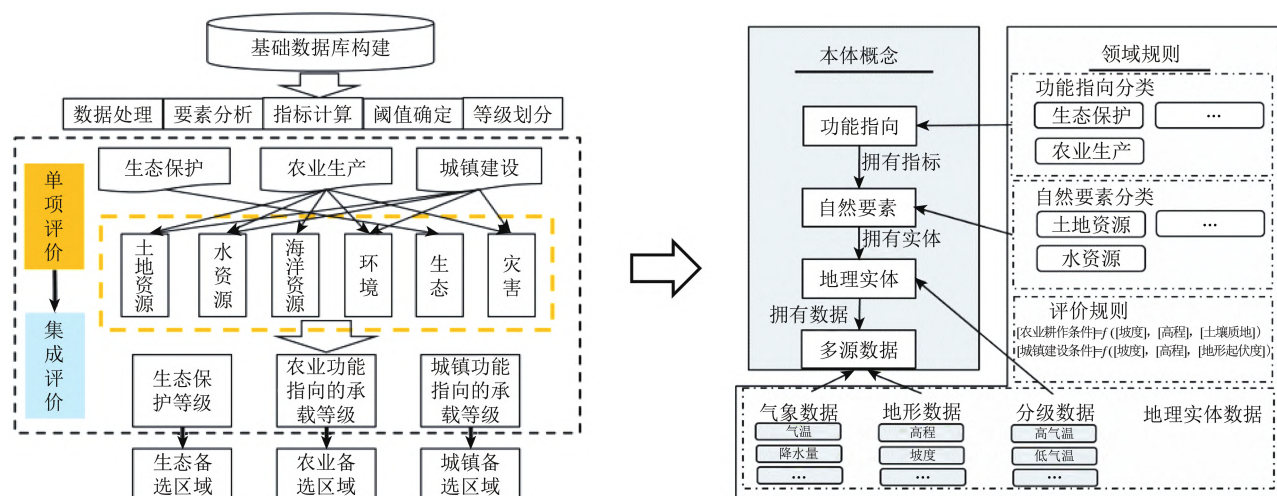 基础数据库构建
数据处理 要素分析 指标计算 阈值确定 等级划分
单项评价
集成评价
生态保护 农业生产 城镇建设
土地资源
水资源
海洋资源
环境
生态
灾害
生态保
护等级
农业功能
指向的承
载等级
城镇功能
指向的承
载等级
生态备
选区域
农业备
选区域
城镇备
选区域
本体概念
功能指向
拥有指标
自然要素
拥有实体
地理实体
拥有数据
多源数据
领域规则
功能指向分类
生态保护 …
农业生产
自然要素分类
土地资源 …
水资源
评价规则
[农业耕作条件]=f([坡度],[高程],[土壤质地])
[城镇建设条件]=f([坡度],[高程],[地形起伏度])
气象数据
气温
降水量
…
地形数据
高程
坡度
…
分级数据
高气温
低气温
…
地理实体数据